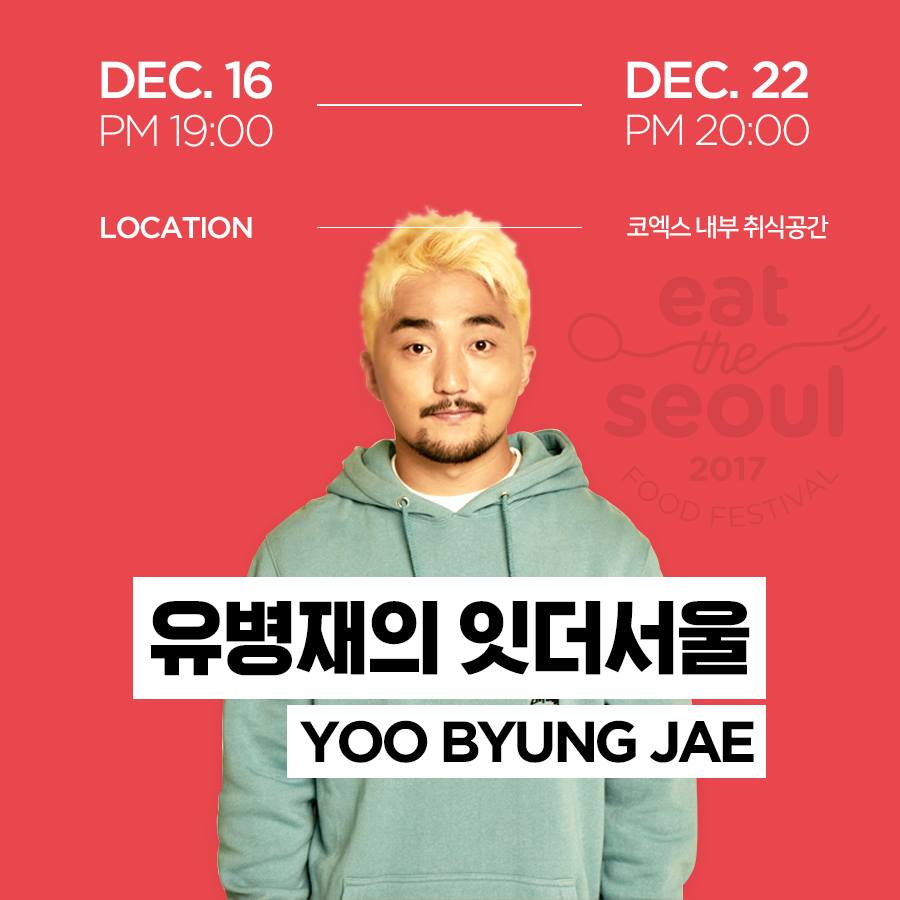 DEC. 16
PM 19:00
DEC. 22
PM 20:00
LOCATION
코엑스 내부 취식공간
eat
the
seoul
2017
FOOD FESTIVAL
유병재의 잇더서울
YOO BYUNG JAE